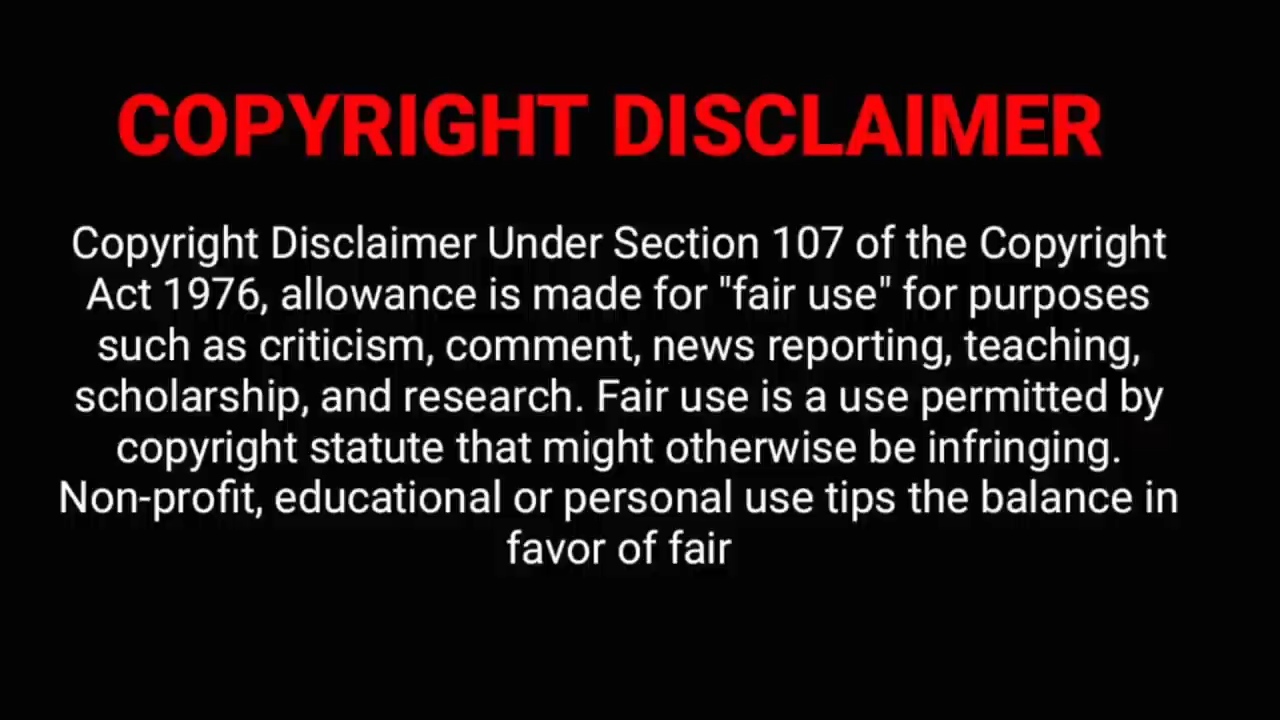 COPYRIGHT DISCLAIMER
Copyright Disclaimer Under Section 107 of the Copyright
Act 1976, allowance is made for "fair use" for purposes
such as criticism, comment, news reporting, teaching,
scholarship, and research. Fair use is a use permitted by
copyright statute that might otherwise be infringing.
Non-profit, educational or personal use tips the balance in
favor of fair